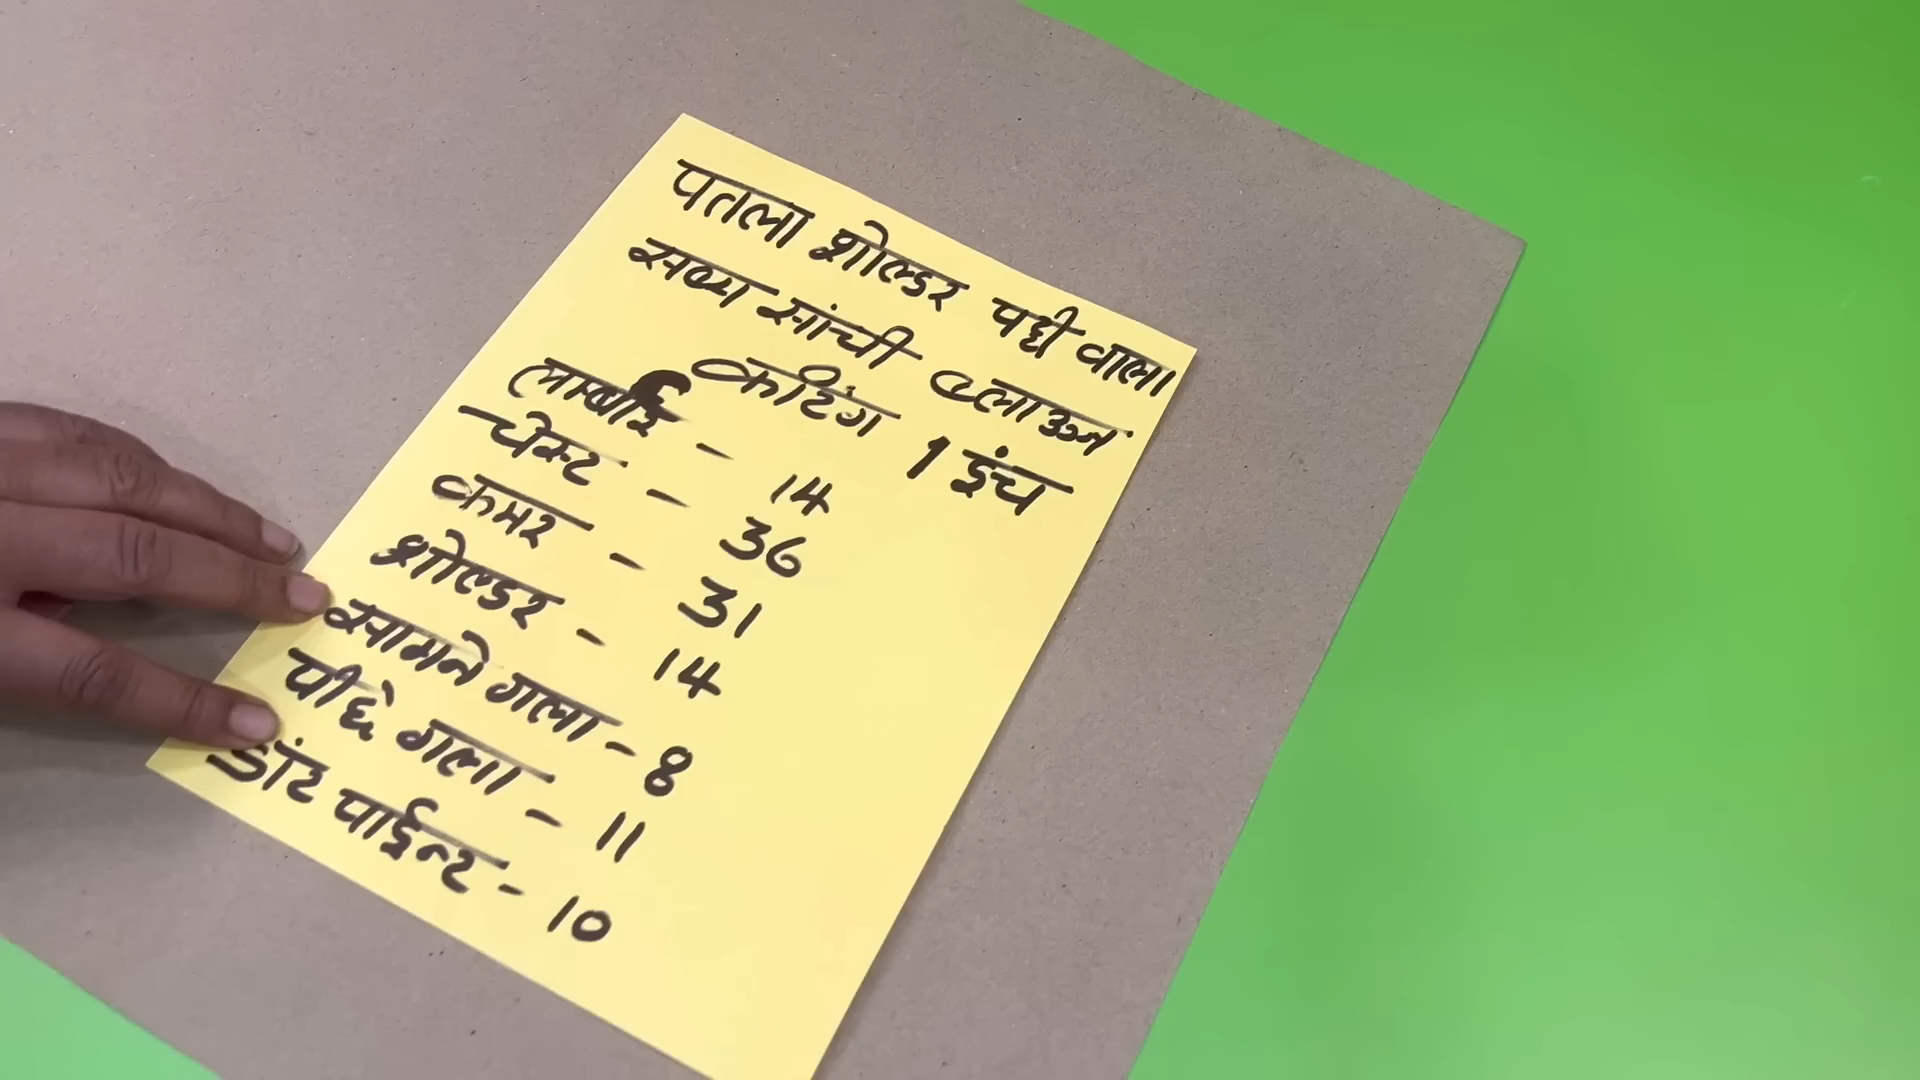 पतला शोल्डर पट्टी वाला
सब्या सांची ब्लाऊज
कटिंग 1 इंच
लम्बाई - 14
चेस्ट - 36
कमर - 31
शोल्डर - 14
सामने गला - 8
पीछे गला - 11
डांट पाईन्ट - 10